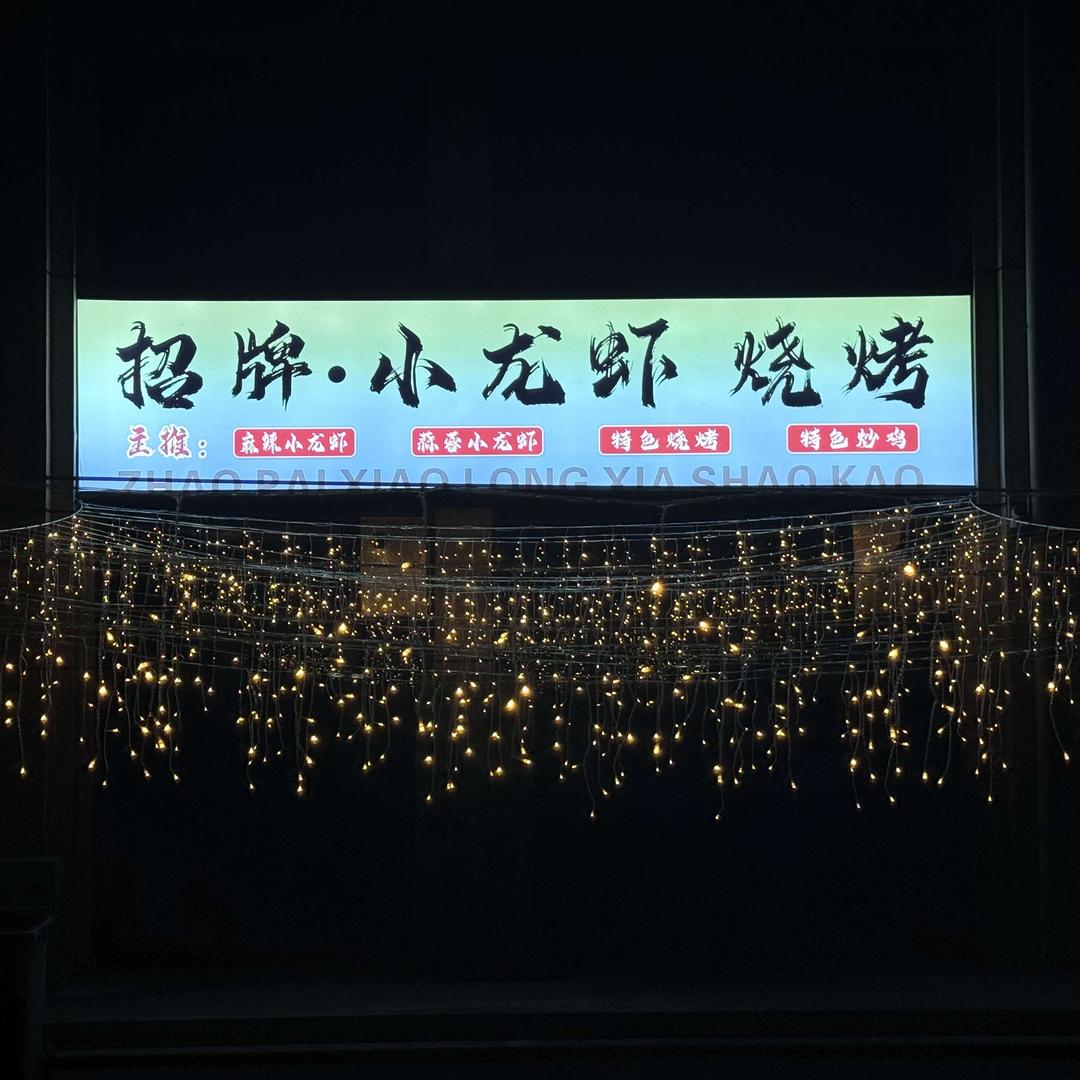 招牌·小龙虾 烧烤
主推： 麻辣小龙虾 蒜蓉小龙虾 特色烧烤 特色炒鸡
ZHAO PAI XIAO LONG XIA SHAO KAO